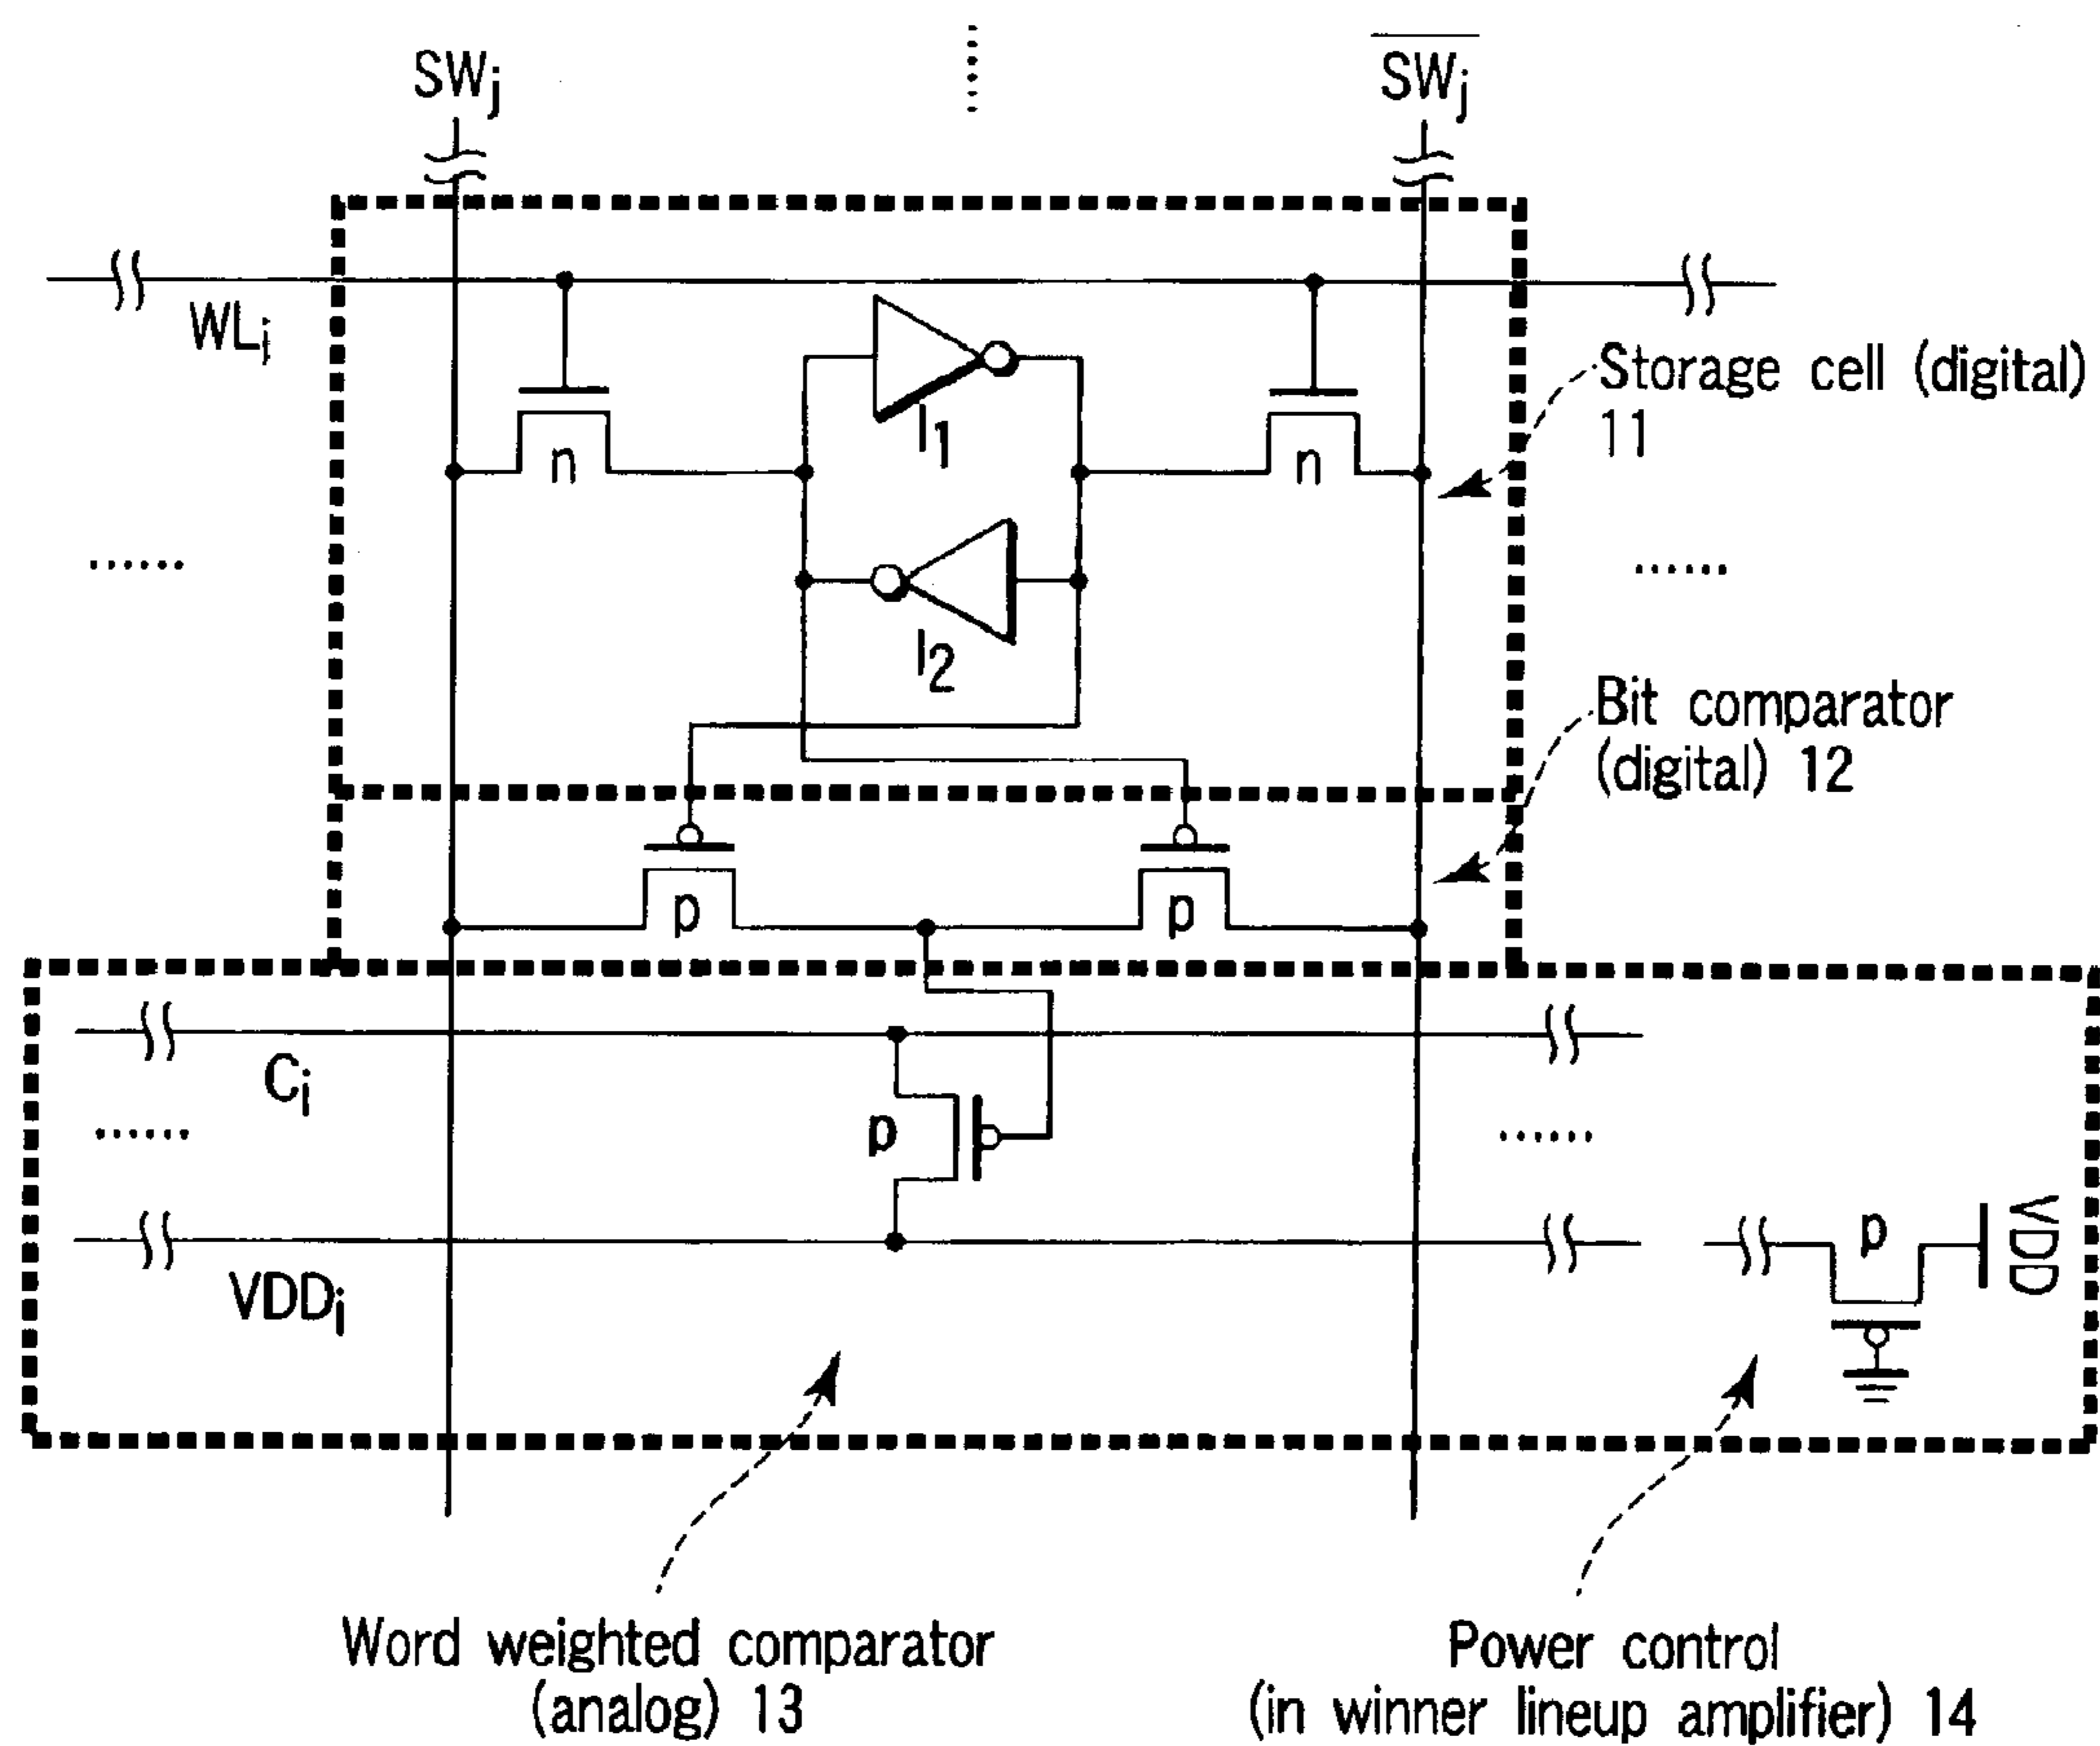 SWj
SWj
WLi
I1
Storage cell (digital)
11
n
n
I2
Bit comparator
(digital) 12
p
p
Ci
p
p
VDD
VDDi
Word weighted comparator
(analog) 13
Power control
(in winner lineup amplifier) 14